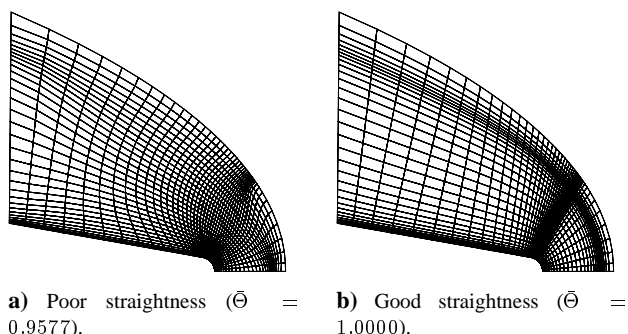 a) Poor straightness (Θ̄ =
0.9577).
b) Good straightness (Θ̄ =
1.0000).